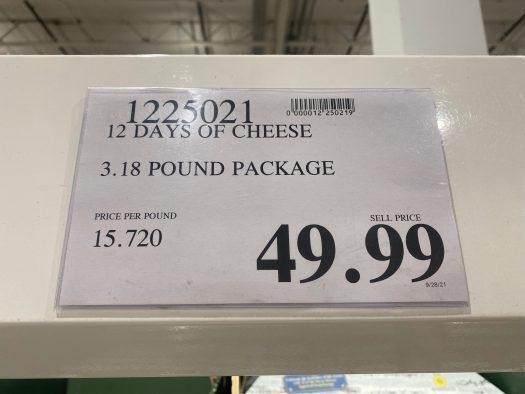 1225021
0 000012 250219
12 DAYS OF CHEESE
3.18 POUND PACKAGE
PRICE PER POUND
15.720
SELL PRICE
49.99
9/28/21